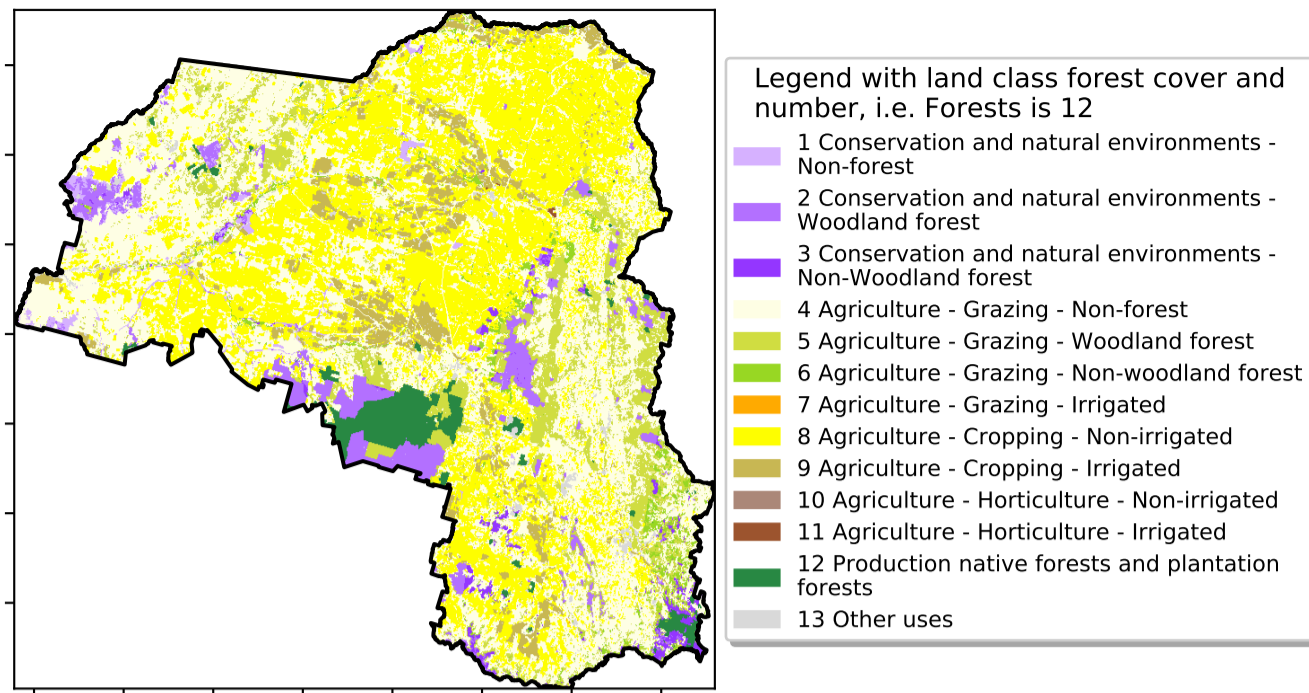 Legend with land class forest cover and
number, i.e. Forests is 12
1 Conservation and natural environments -
Non-forest
2 Conservation and natural environments -
Woodland forest
3 Conservation and natural environments -
Non-Woodland forest
4 Agriculture - Grazing - Non-forest
5 Agriculture - Grazing - Woodland forest
6 Agriculture - Grazing - Non-woodland forest
7 Agriculture - Grazing - Irrigated
8 Agriculture - Cropping - Non-irrigated
9 Agriculture - Cropping - Irrigated
10 Agriculture - Horticulture - Non-irrigated
11 Agriculture - Horticulture - Irrigated
12 Production native forests and plantation
forests
13 Other uses